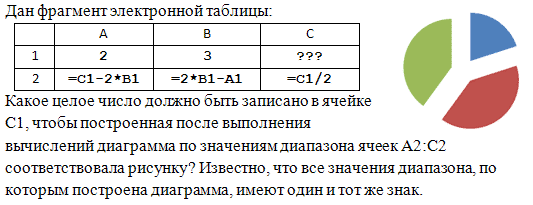 Дан фрагмент электронной таблицы:
A B C
1 2 3 ???
2 =C1-2*B1 =2*B1-A1 =C1/2
Какое целое число должно быть записано в ячейке
C1, чтобы построенная после выполнения
вычислений диаграмма по значениям диапазона ячеек A2:C2
соответствовала рисунку? Известно, что все значения диапазона, по
которым построена диаграмма, имеют один и тот же знак.